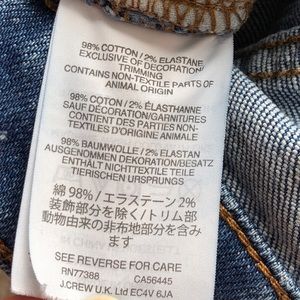 98% COTTON / 2% ELASTANE
EXCLUSIVE OF DECORATION/
TRIMMING
CONTAINS NON-TEXTILE PARTS OF
ANIMAL ORIGIN
98% COTON / 2% ÉLASTHANNE
SAUF DÉCORATION/GARNITURES
CONTIENT DES PARTIES NON-
TEXTILES D'ORIGINE ANIMALE
98% BAUMWOLLE / 2% ELASTAN
AUSGENOMMEN DEKORATION/BESATZ
ENTHÄLT NICHTTEXTILE TEILE
TIERISCHEN URSPRUNGS
綿 98% / エラステーン 2%
装飾部分を除く/トリム部
動物由来の非布地部分を含みます
SEE REVERSE FOR CARE
RN77388 CA56445
J.CREW U.K. Ltd EC4V 6JA